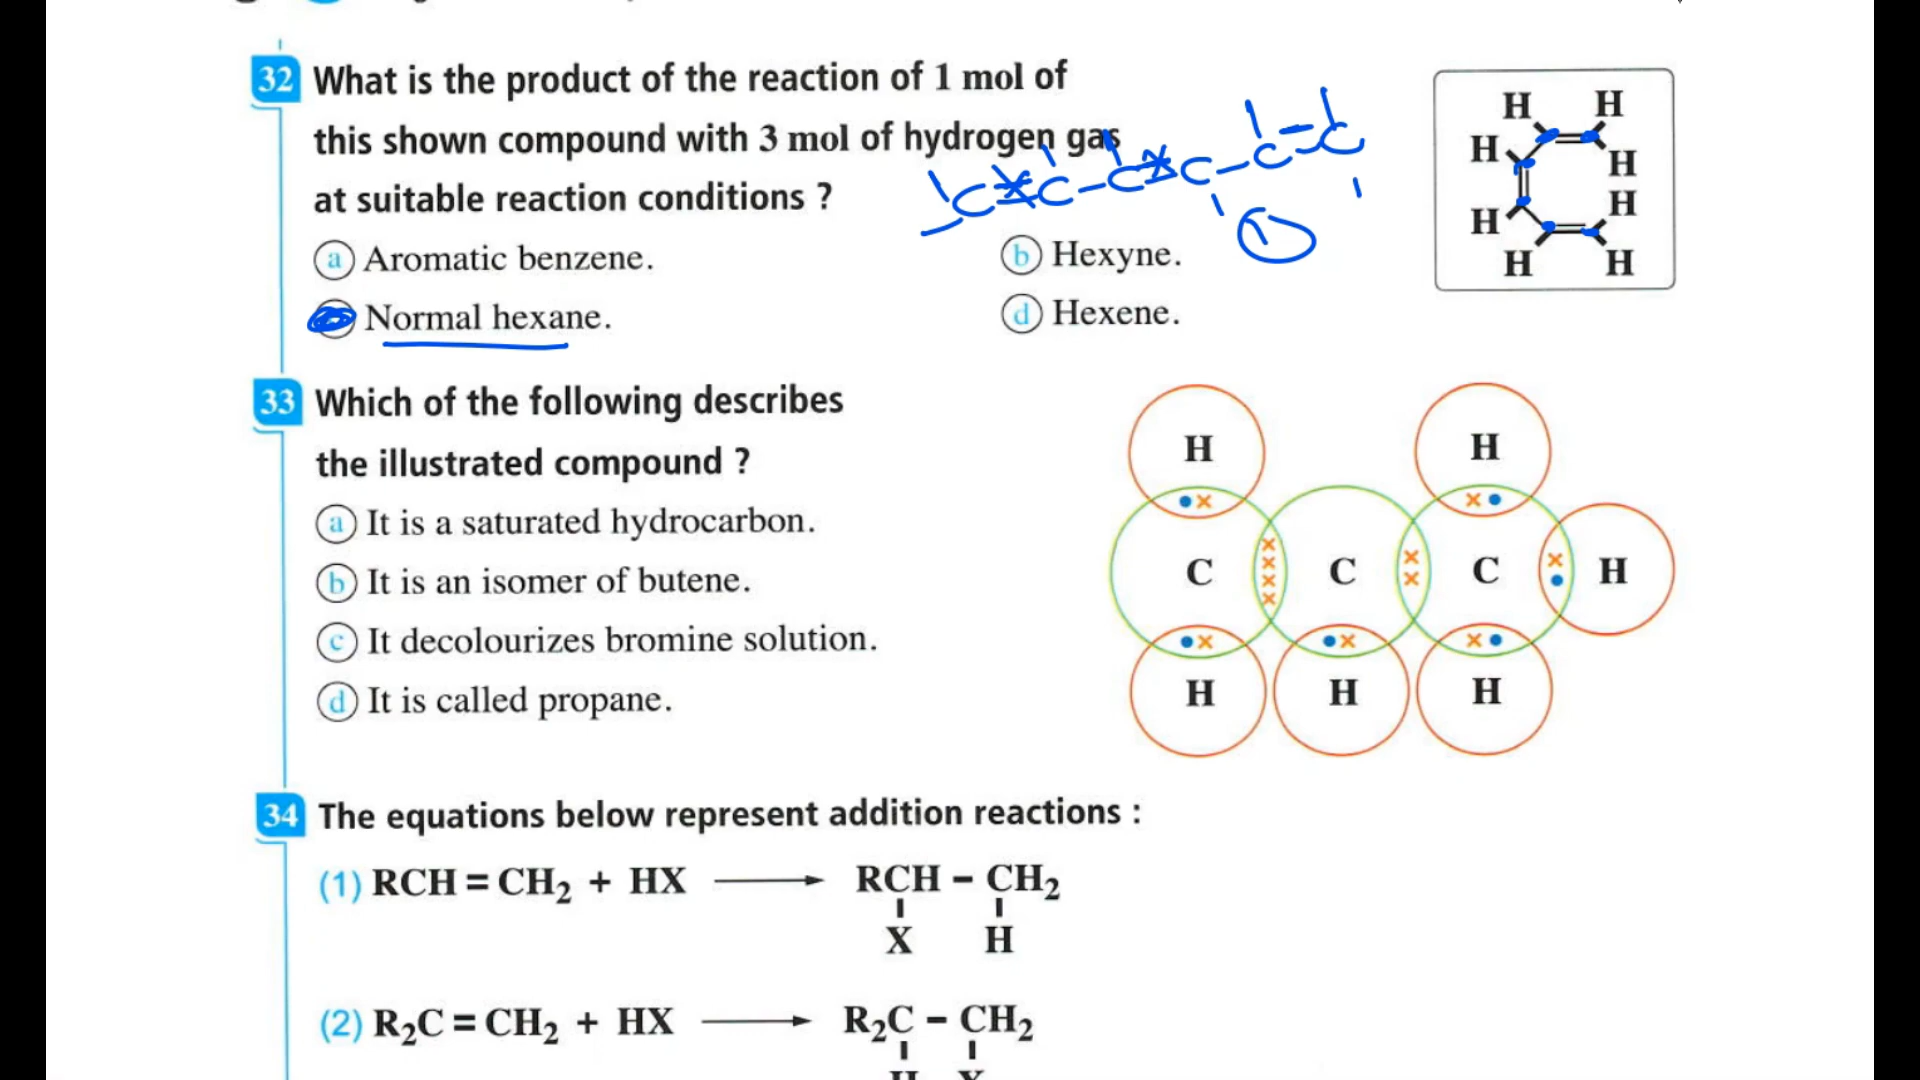 32 What is the product of the reaction of 1 mol of
this shown compound with 3 mol of hydrogen gas
at suitable reaction conditions ?
a Aromatic benzene.
b Hexyne.
Normal hexane.
d Hexene.
H H
H H
H H
H H
C C C C C C
1
33 Which of the following describes
the illustrated compound ?
a It is a saturated hydrocarbon.
b It is an isomer of butene.
c It decolourizes bromine solution.
d It is called propane.
H H
C C C H
H H H
34 The equations below represent addition reactions :
(1) RCH = CH₂ + HX → RCH – CH₂
X H
(2) R₂C = CH₂ + HX → R₂C – CH₂
H X